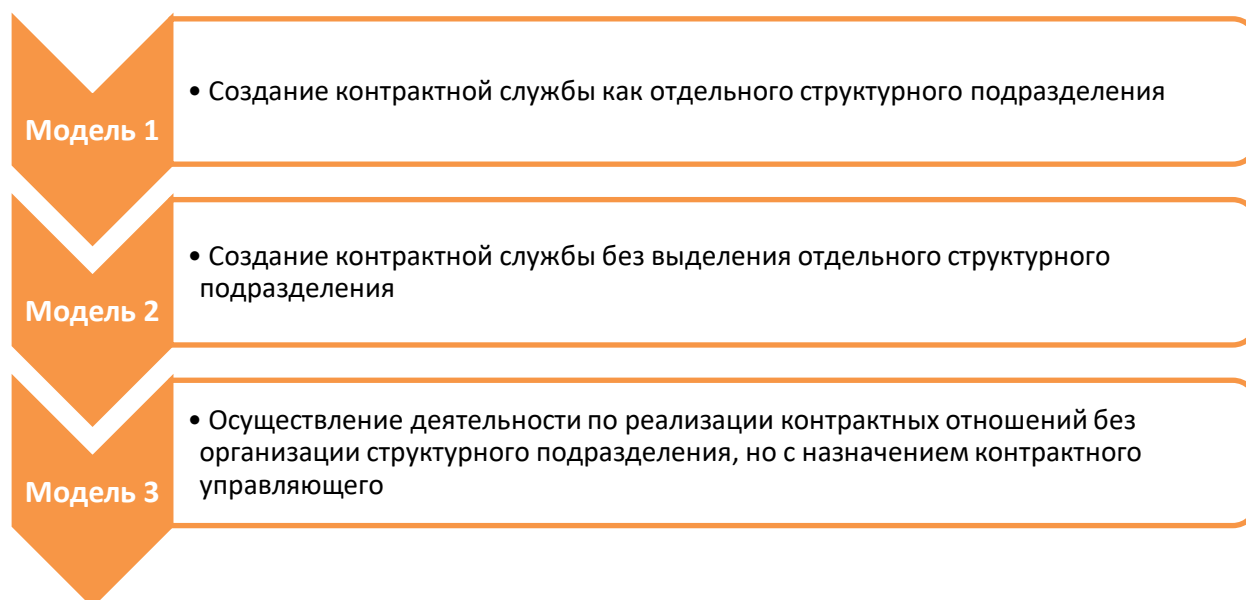 Модель 1
• Создание контрактной службы как отдельного структурного подразделения
Модель 2
• Создание контрактной службы без выделения отдельного структурного
подразделения
Модель 3
• Осуществление деятельности по реализации контрактных отношений без
организации структурного подразделения, но с назначением контрактного
управляющего